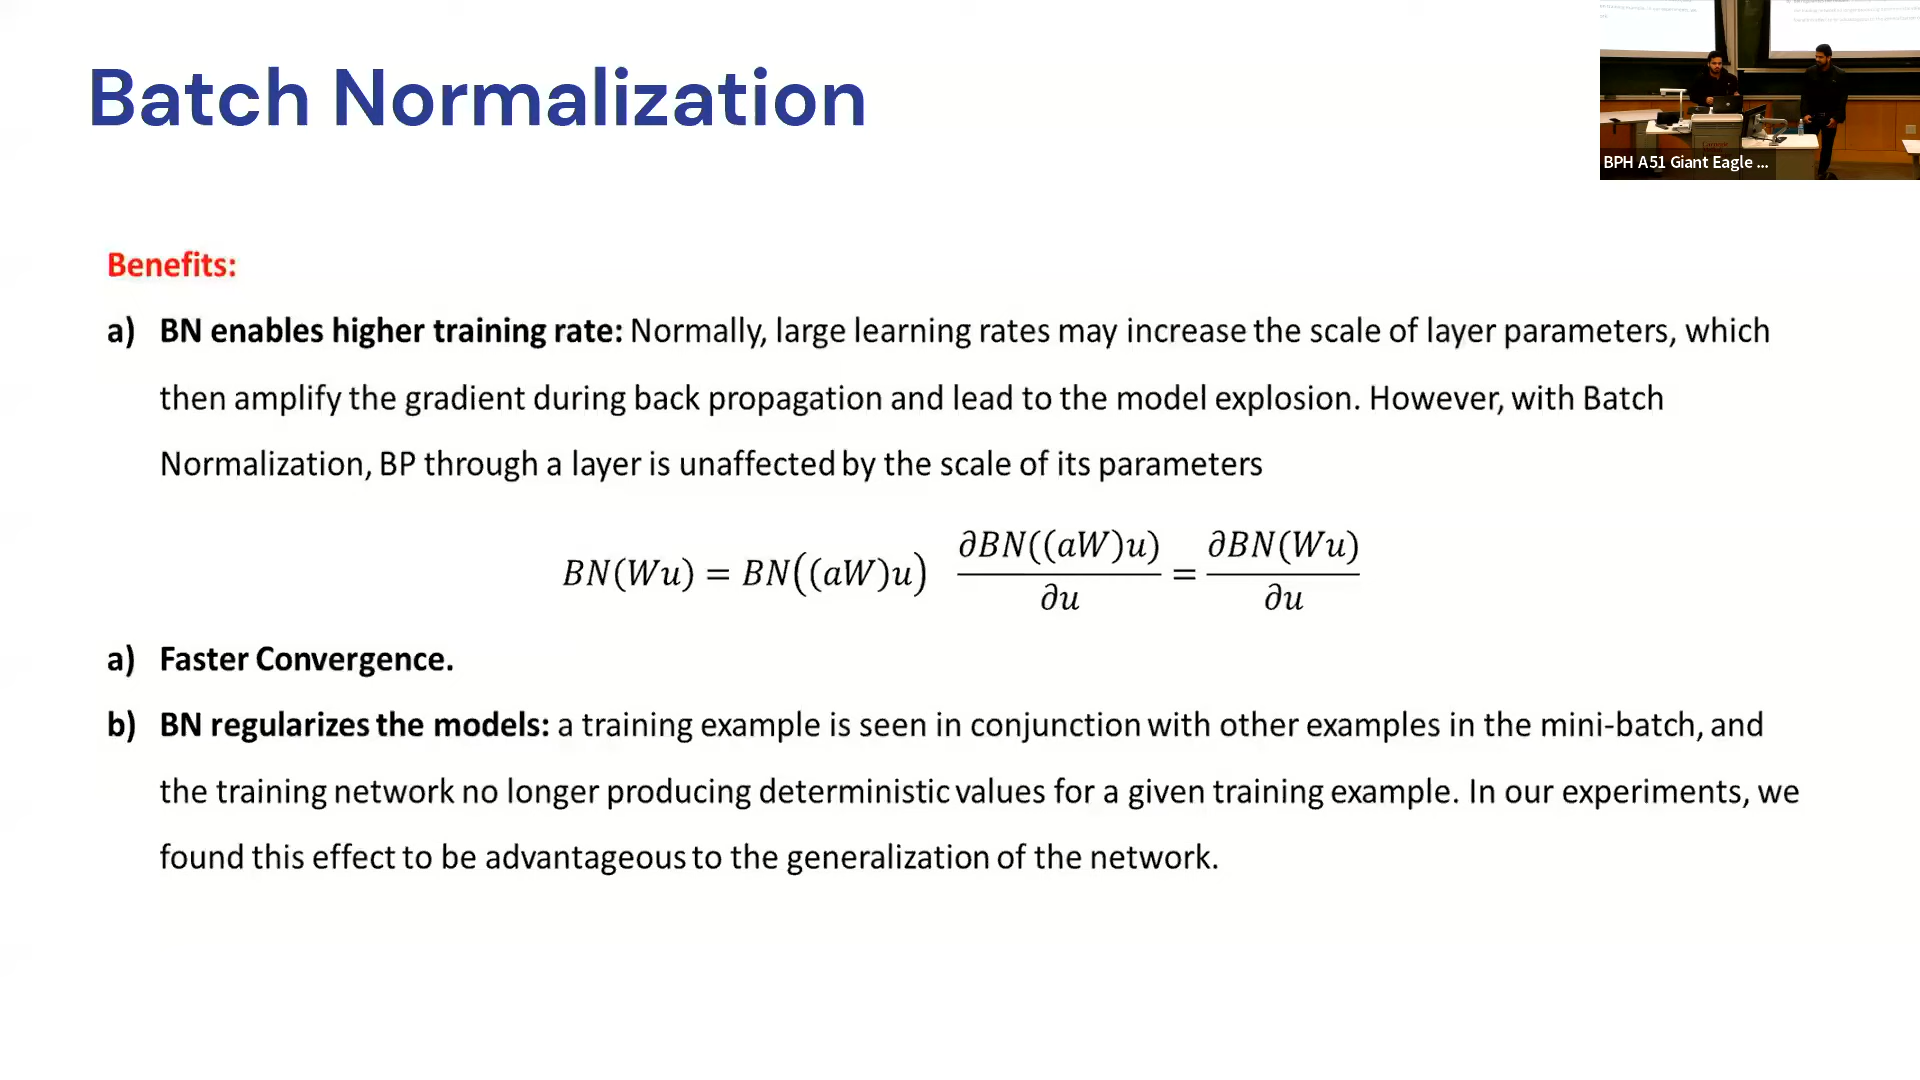 Batch Normalization
BPH A51 Giant Eagle ...
Benefits:
a) BN enables higher training rate: Normally, large learning rates may increase the scale of layer parameters, which
then amplify the gradient during back propagation and lead to the model explosion. However, with Batch
Normalization, BP through a layer is unaffected by the scale of its parameters
BN(Wu) = BN((aW)u) ∂BN((aW)u)/∂u = ∂BN(Wu)/∂u
a) Faster Convergence.
b) BN regularizes the models: a training example is seen in conjunction with other examples in the mini-batch, and
the training network no longer producing deterministic values for a given training example. In our experiments, we
found this effect to be advantageous to the generalization of the network.